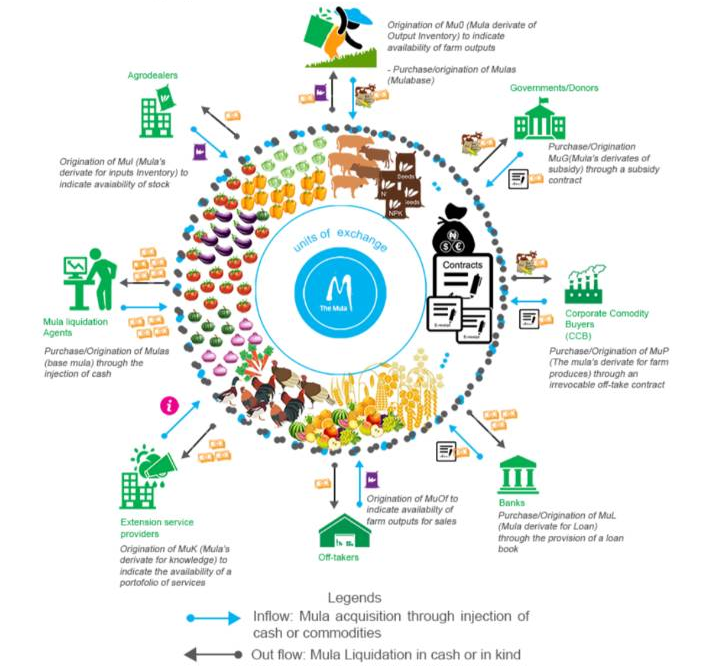 Origination of Mu0 (Mula derivate of
Output Inventory) to indicate
availability of farm outputs
- Purchase/origination of Mulas
(Mulabase)
Agrodealers
Origination of MuI (Mula's
derivate for inputs Inventory) to
indicate avaiability of stock
Governments/Donors
Purchase/Origination
MuG(Mula's derivates of
subsidy) through a subsidy
contract
Seeds
eeds
N
NPK
units of exchange
M
The Mula
N
$ €
Contracts
Mula liquidation
Agents
Purchase/Origination of Mulas
(base mula) through the
injection of cash
Corporate Comodity
Buyers
(CCB)
Purchase/Origination of MuP
(The mula's derivate for farm
produces) through an
irrevocable off-take contract
i
Extension service
providers
Origination of MuK (Mula's
derivate for knowledge) to
indicate the availability of a
portofolio of services
Origination of MuOf to
indicate availabilty of
farm outputs for sales
Off-takers
Banks
Purchase/Origination of MuL
(Mula derivate for Loan)
through the provision of a loan
book
Legends
Inflow: Mula acquisition through injection of
cash or commodities
Out flow: Mula Liquidation in cash or in kind